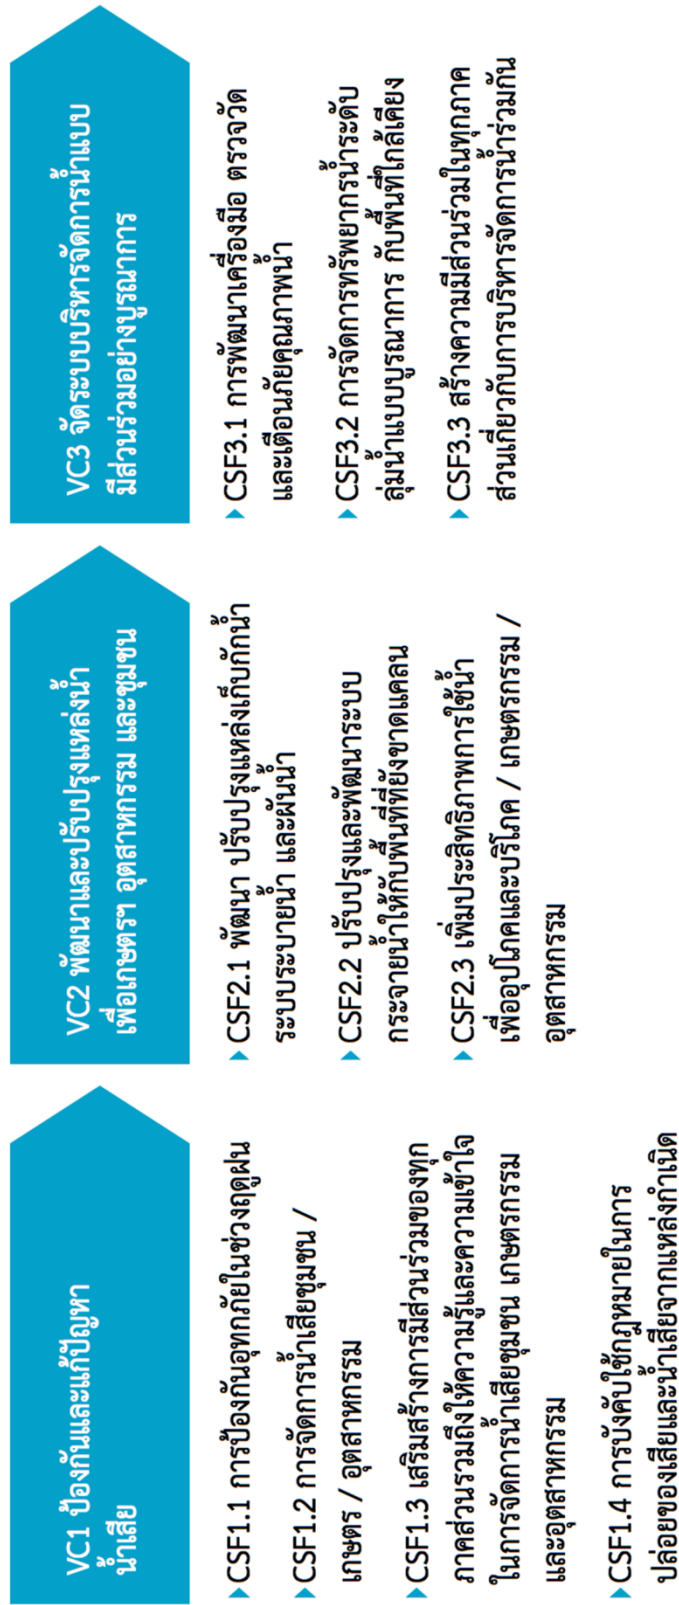 VC1 ป้องกันและแก้ปัญหา
น้ำเสีย
▶ CSF1.1 การป้องกันอุทกภัยในช่วงฤดูฝน
▶ CSF1.2 การจัดการน้ำเสียชุมชน /
เกษตร / อุตสาหกรรม
▶ CSF1.3 เสริมสร้างการมีส่วนร่วมของทุก
ภาคส่วนรวมถึงให้ความรู้และความเข้าใจ
ในการจัดการน้ำเสียชุมชน เกษตรกรรม
และอุตสาหกรรม
▶ CSF1.4 การบังคับใช้กฎหมายในการ
ปล่อยของเสียและน้ำเสียจากแหล่งกำเนิด
VC2 พัฒนาและปรับปรุงแหล่งน้ำ
เพื่อเกษตรฯ อุตสาหกรรม และชุมชน
▶ CSF2.1 พัฒนา ปรับปรุงแหล่งเก็บกักน้ำ
ระบบระบายน้ำ และผันน้ำ
▶ CSF2.2 ปรับปรุงและพัฒนาระบบ
กระจายน้ำให้กับพื้นที่ที่ยังขาดแคลน
▶ CSF2.3 เพิ่มประสิทธิภาพการใช้น้ำ
เพื่ออุปโภคและบริโภค / เกษตรกรรม /
อุตสาหกรรม
VC3 จัดระบบบริหารจัดการน้ำแบบ
มีส่วนร่วมอย่างบูรณาการ
▶ CSF3.1 การพัฒนาเครื่องมือ ตรวจวัด
และเตือนภัยคุณภาพน้ำ
▶ CSF3.2 การจัดการทรัพยากรน้ำระดับ
ลุ่มน้ำแบบบูรณาการ กับพื้นที่ใกล้เคียง
▶ CSF3.3 สร้างความมีส่วนร่วมในทุกภาค
ส่วนเกี่ยวกับการบริหารจัดการน้ำร่วมกัน